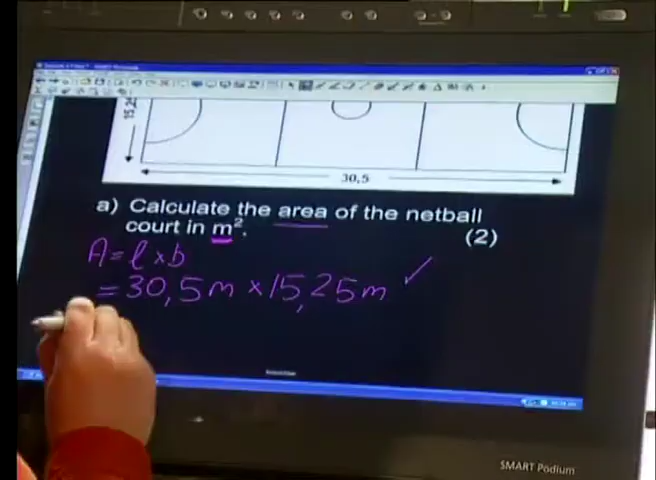 15,25
30,5
a) Calculate the area of the netball
court in m².
(2)
A = l × b
= 30,5m × 15,25m ✓
SMART Podium